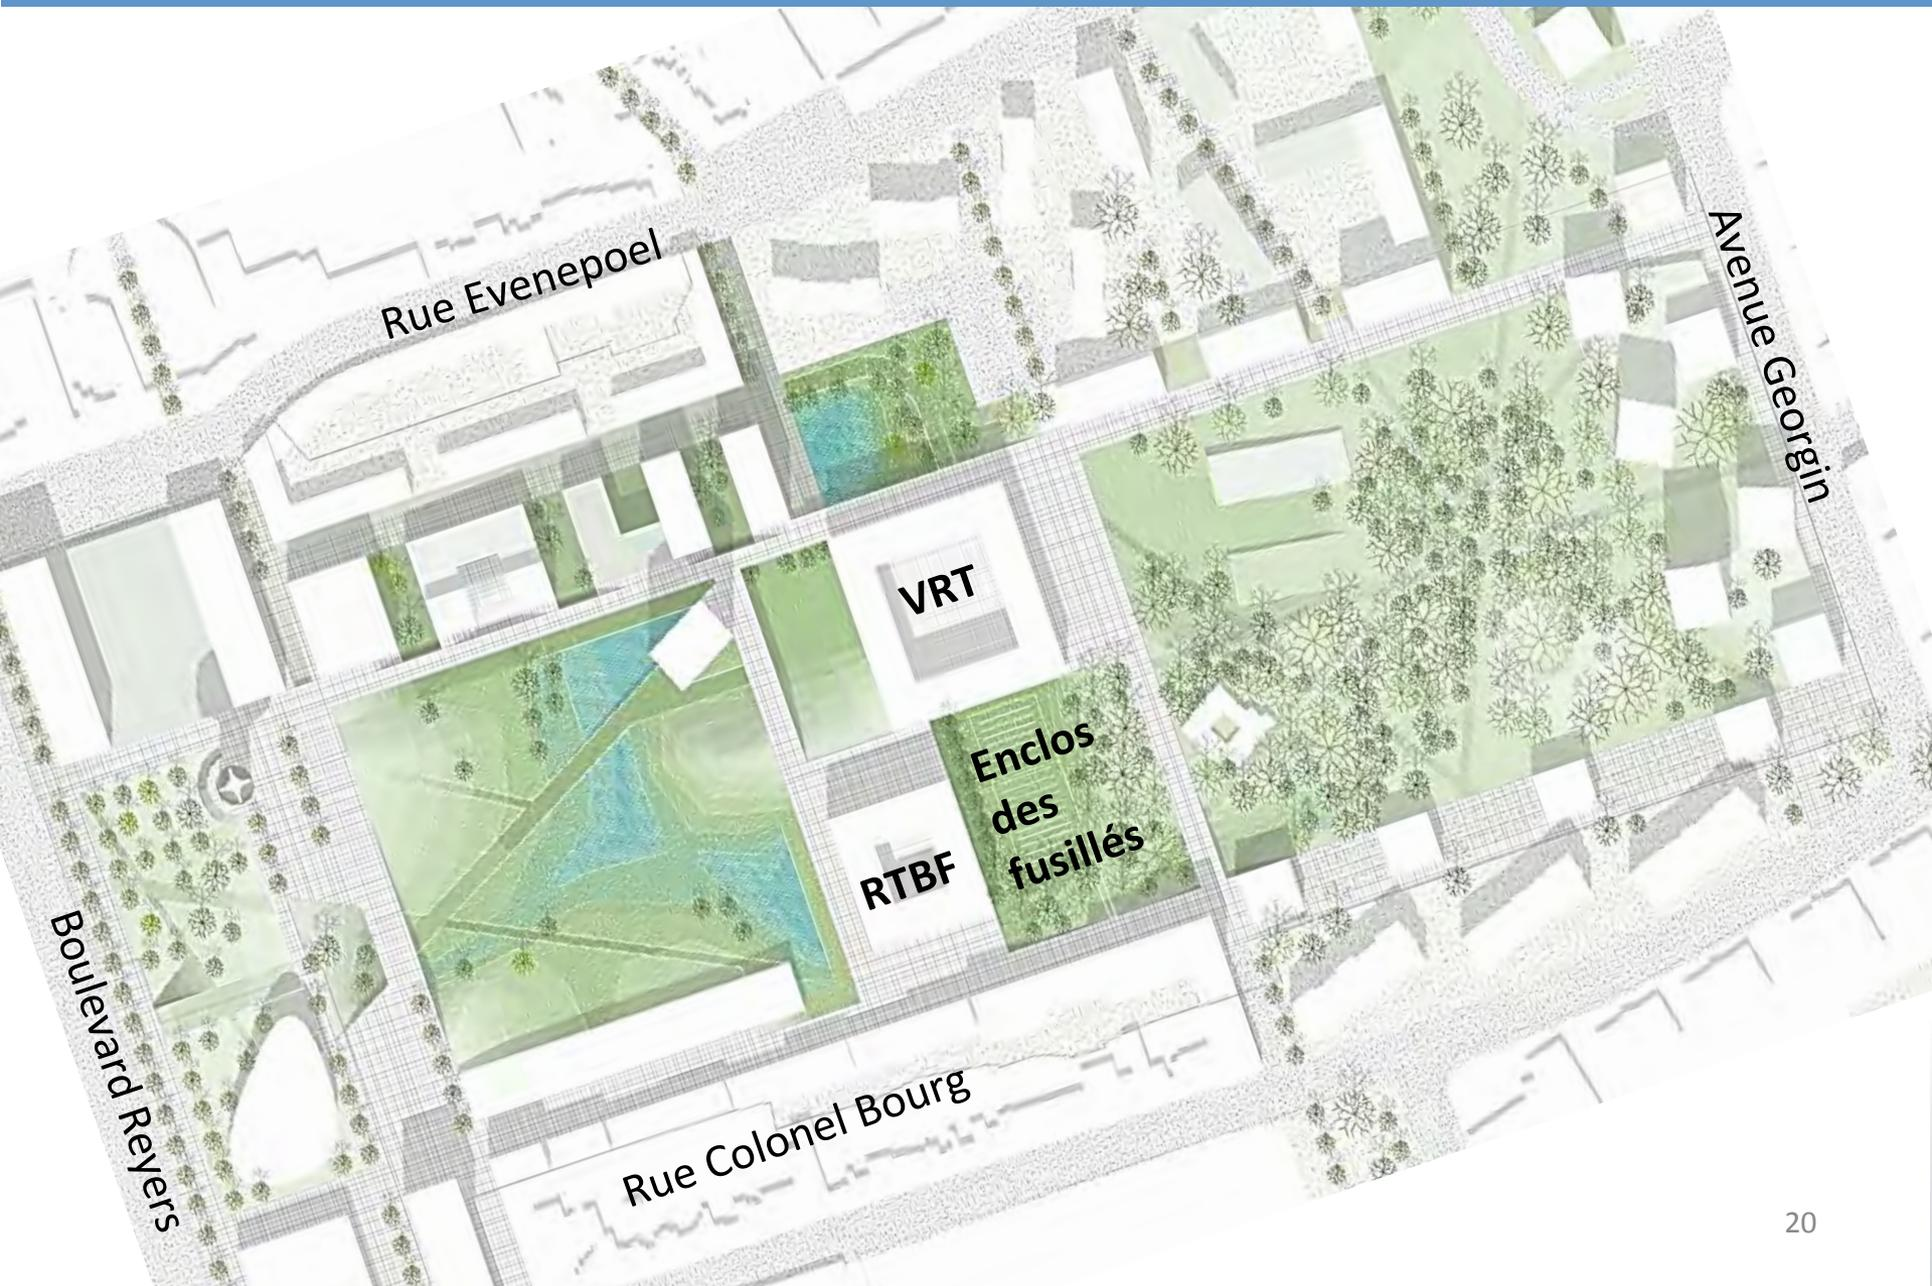 Rue Evenepoel
Avenue Georgin
VRT
Enclos
des
fusillés
RTBF
Boulevard Reyers
Rue Colonel Bourg
20